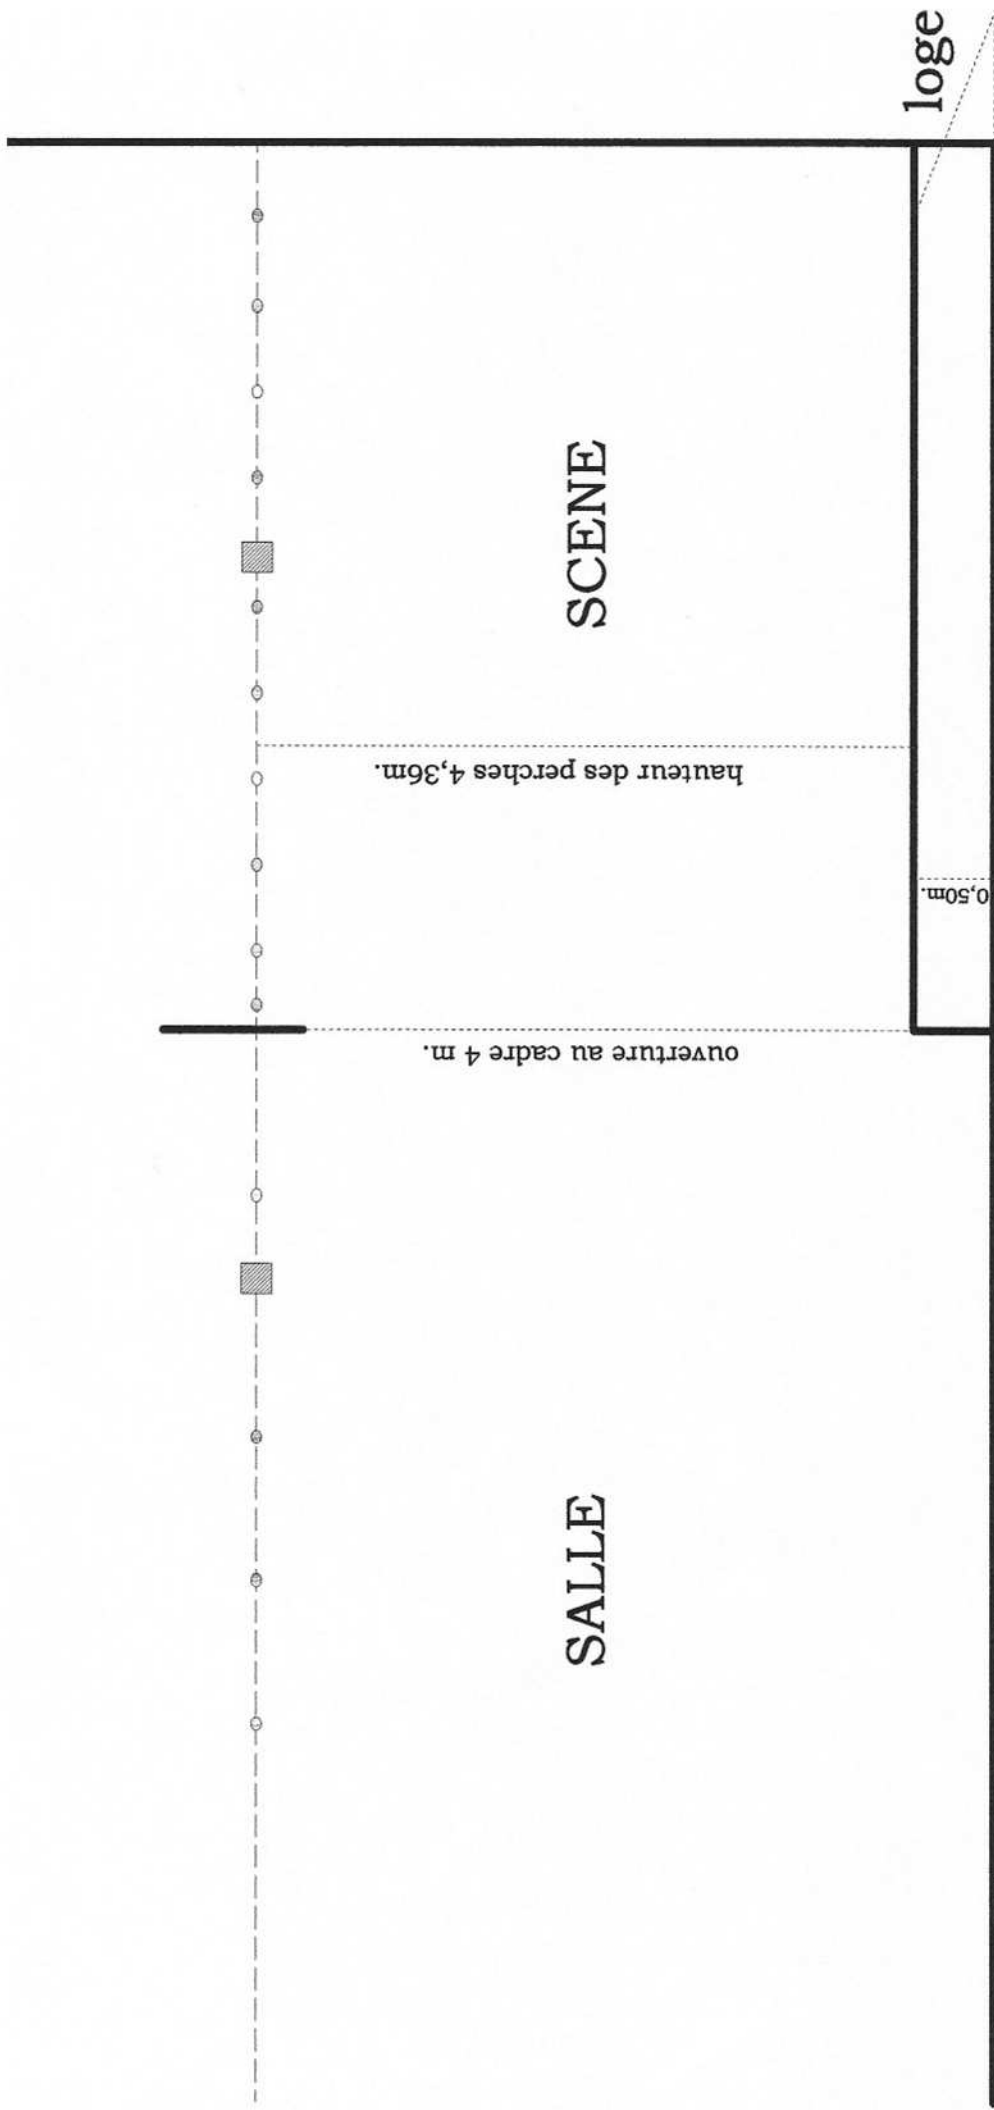 loge
SCENE
hauteur des perches 4,36m.
0,50m.
ouverture au cadre 4 m.
SALLE